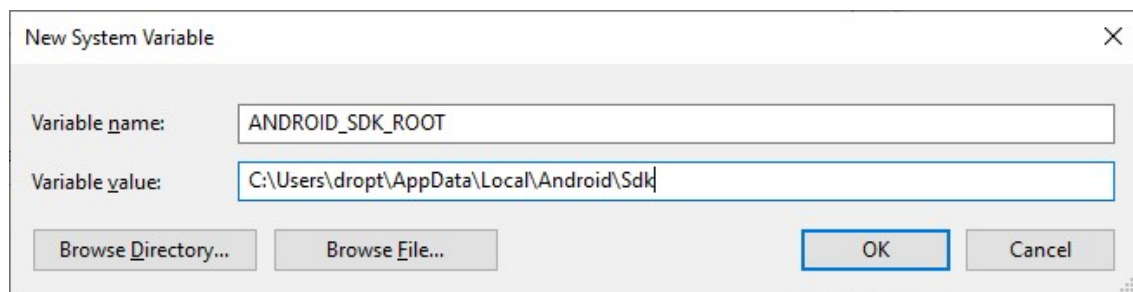 New System Variable
Variable name: ANDROID_SDK_ROOT
Variable value: C:\Users\dropt\AppData\Local\Android\Sdk
Browse Directory... Browse File... OK Cancel